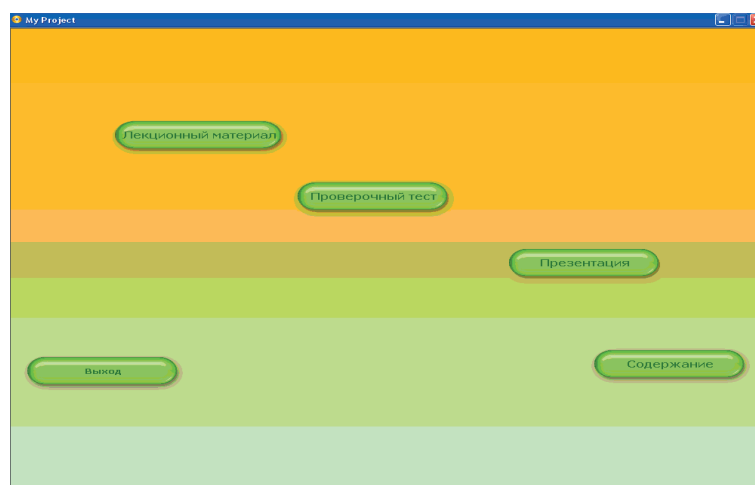 My Project
Лекционный материал
Проверочный тест
Презентация
Содержание
Выход